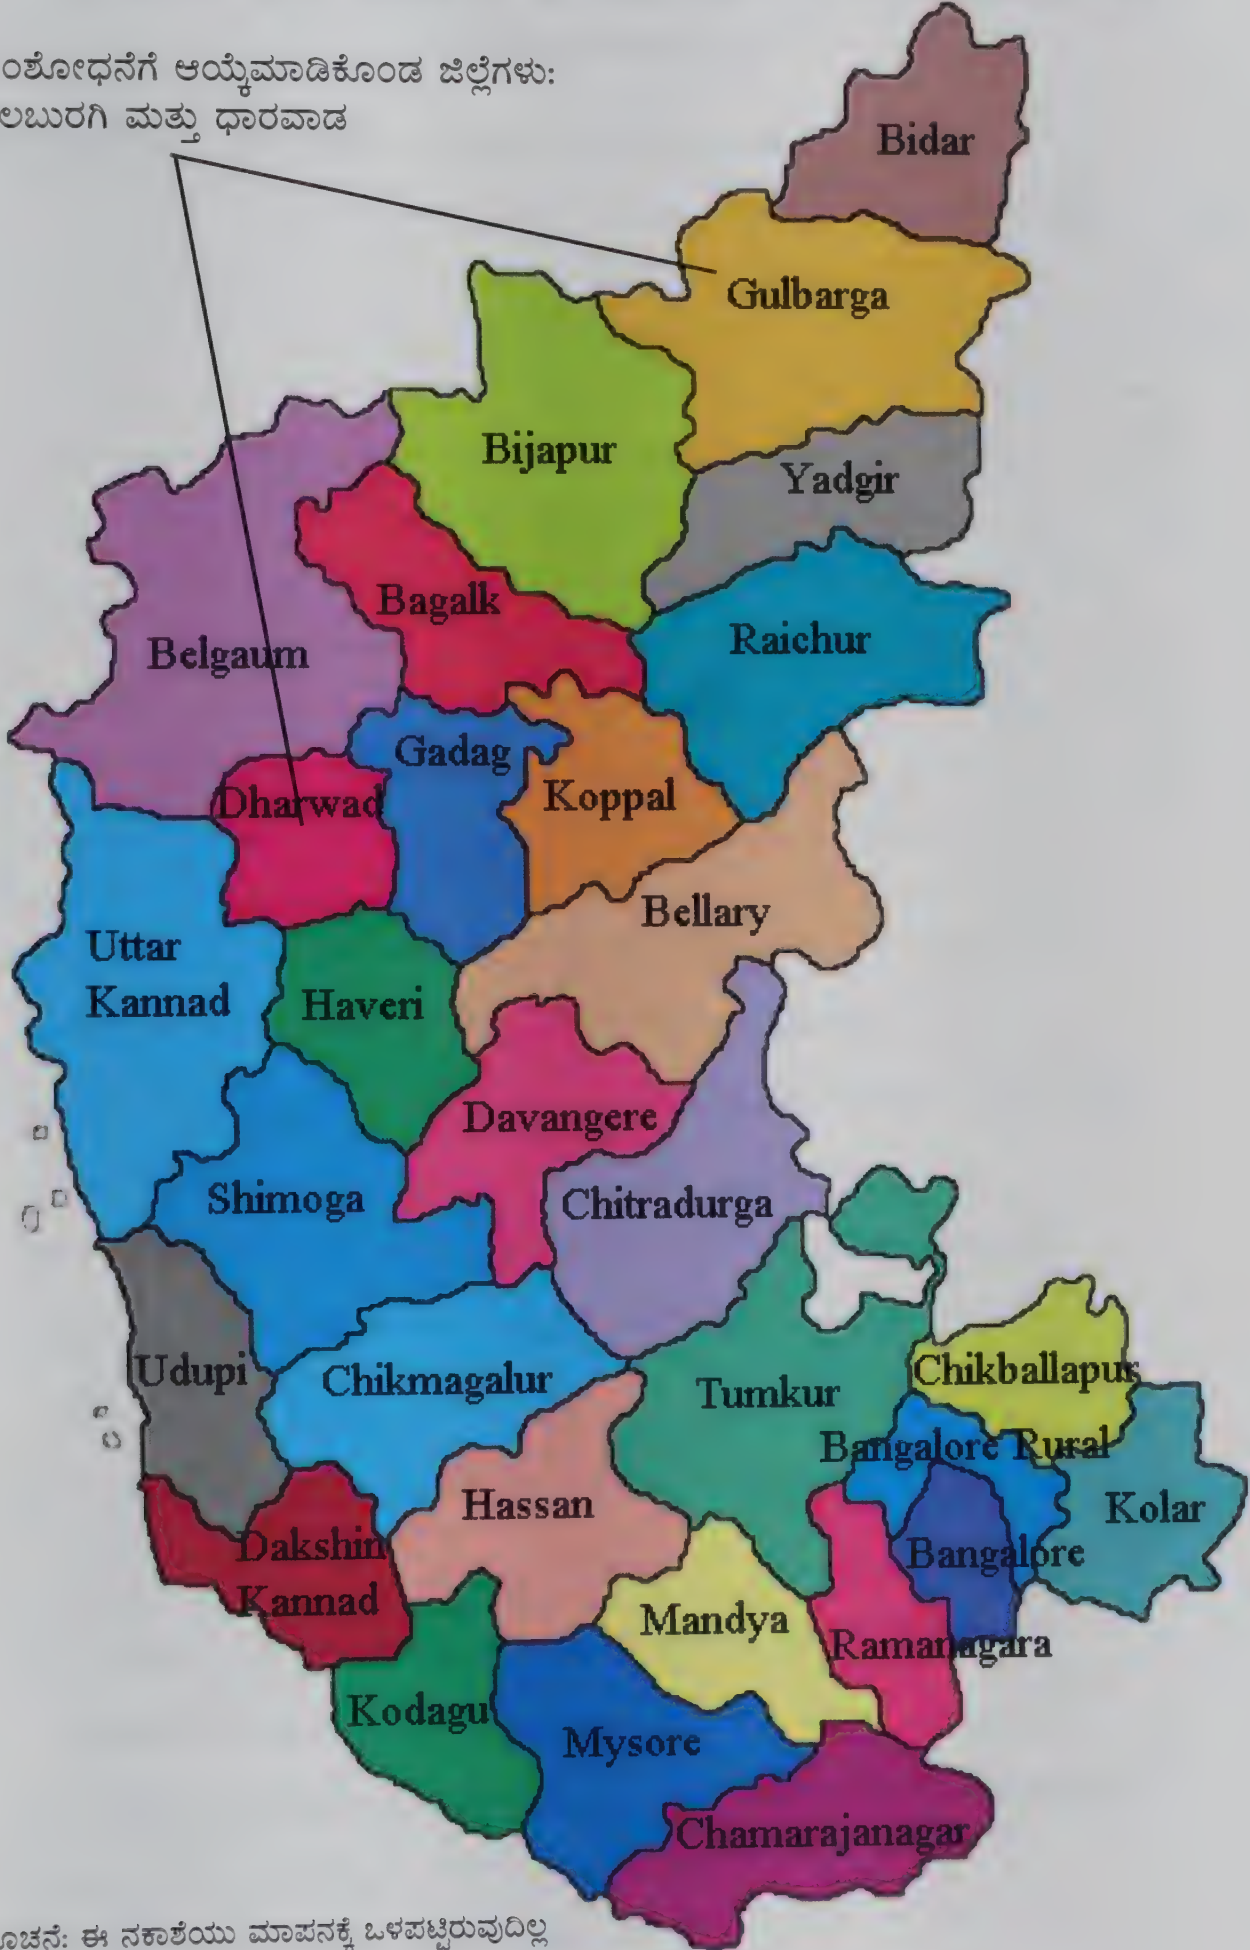 ಂಶೋಧನೆಗೆ ಆಯ್ಕೆಮಾಡಿಕೊಂಡ ಜಿಲ್ಲೆಗಳು:
ಲಬುರಗಿ ಮತ್ತು ಧಾರವಾಡ
Bidar
Gulbarga
Bijapur
Yadgir
Bagalk
Raichur
Belgaum
Gadag
Koppal
Dharwad
Bellary
Uttar
Kannad
Haveri
Davangere
Shimoga
Chitradurga
Udupi
Chikmagalur
Chikballapur
Tumkur
Bangalore Rural
Hassan
Kolar
Dakshin
Kannad
Bangalore
Mandya
Ramanagara
Kodagu
Mysore
Chamarajanagar
ೂಚನೆ: ಈ ನಕಾಶೆಯು ಮಾಪನಕ್ಕೆ ಒಳಪಟ್ಟಿರುವುದಿಲ್ಲ